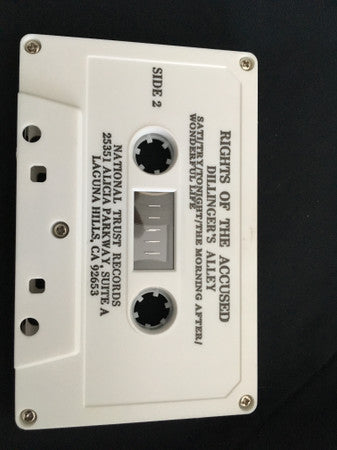 RIGHTS OF THE ACCUSED
DILLINGER'S ALLEY
SATI/TRY/TONIGHT/THE MORNING AFTER/
WONDERFUL LIFE
SIDE 2
NATIONAL TRUST RECORDS
25351 ALICIA PARKWAY, SUITE A
LAGUNA HILLS, CA 92653